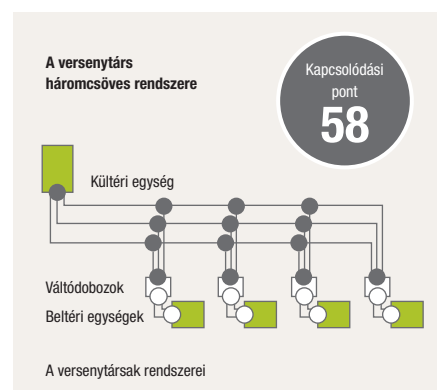 A versenytárs
háromcsöves rendszere
Kapcsolódási
pont
58
Kültéri egység
Váltódobozok
Beltéri egységek
A versenytársak rendszerei